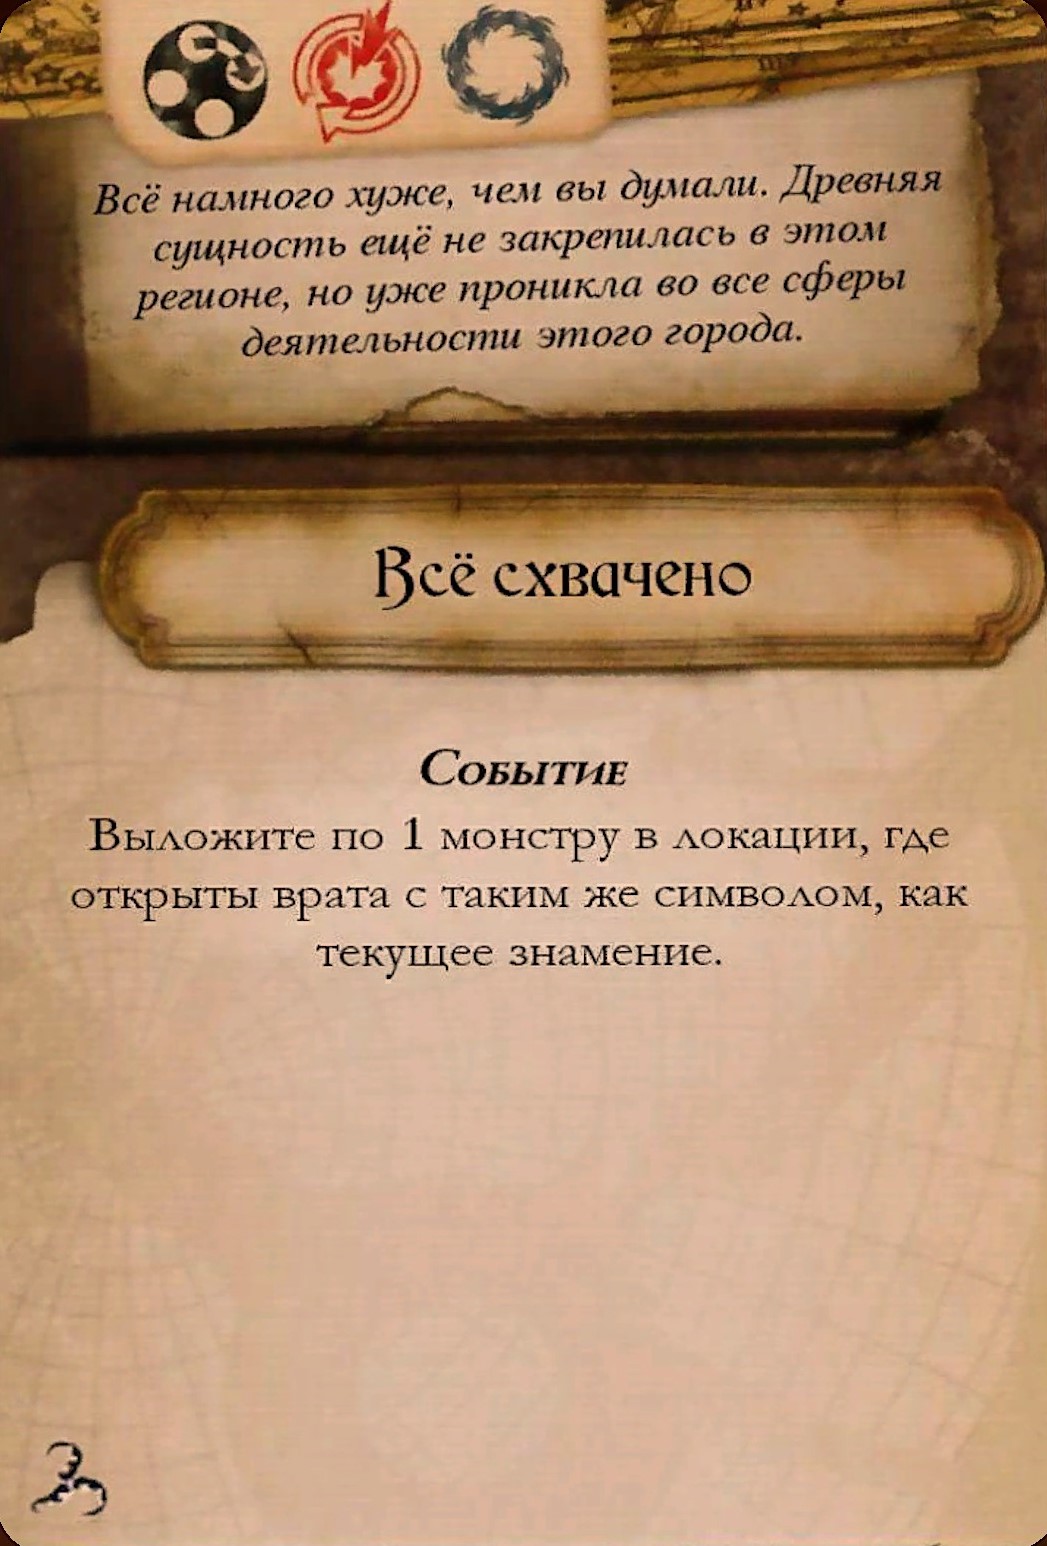 Всё намного хуже, чем вы думали. Древняя
сущность ещё не закрепилась в этом
регионе, но уже проникла во все сферы
деятельности этого города.
Всё схвачено
Событие
Выложите по 1 монстру в локации, где
открыты врата с таким же символом, как
текущее знамение.